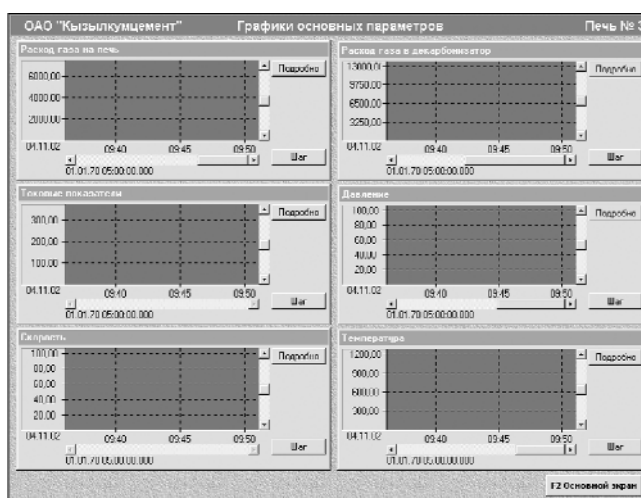 ОАО "Кызылкумцемент" Графики основных параметров Печь № 3
Расход газа на печь
6000,00
4000,00
2000,00
Подробно
04.11.02 09:40 09:45 09:50
Шаг
01.01.70 05:00:00.000
Расход газа в декарбонизатор
13000,00
9750,00
6500,00
3250,00
Подробно
04.11.02 09:40 09:45 09:50
Шаг
01.01.70 05:00:00.000
Токовые показатели
300,00
200,00
100,00
Подробно
04.11.02 09:40 09:45 09:50
Шаг
01.01.70 05:00:00.000
Давление
100,00
80,00
60,00
40,00
20,00
Подробно
04.11.02 09:40 09:45 09:50
Шаг
01.01.70 05:00:00.000
Скорость
100,00
80,00
60,00
40,00
20,00
Подробно
04.11.02 09:40 09:45 09:50
Шаг
01.01.70 05:00:00.000
Температура
1200,00
900,00
600,00
300,00
Подробно
04.11.02 09:40 09:45 09:50
Шаг
01.01.70 05:00:00.000
F2 Основной экран